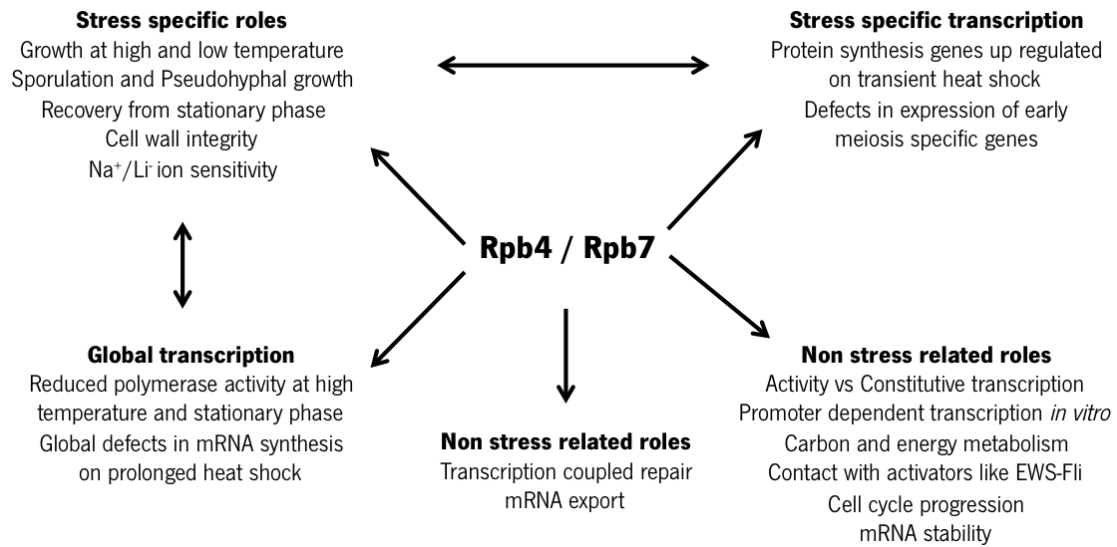 Stress specific roles
Growth at high and low temperature
Sporulation and Pseudohyphal growth
Recovery from stationary phase
Cell wall integrity
Na⁺/Li⁻ ion sensitivity
Stress specific transcription
Protein synthesis genes up regulated
on transient heat shock
Defects in expression of early
meiosis specific genes
Rpb4 / Rpb7
Global transcription
Reduced polymerase activity at high
temperature and stationary phase
Global defects in mRNA synthesis
on prolonged heat shock
Non stress related roles
Transcription coupled repair
mRNA export
Non stress related roles
Activity vs Constitutive transcription
Promoter dependent transcription in vitro
Carbon and energy metabolism
Contact with activators like EWS-Fli
Cell cycle progression
mRNA stability